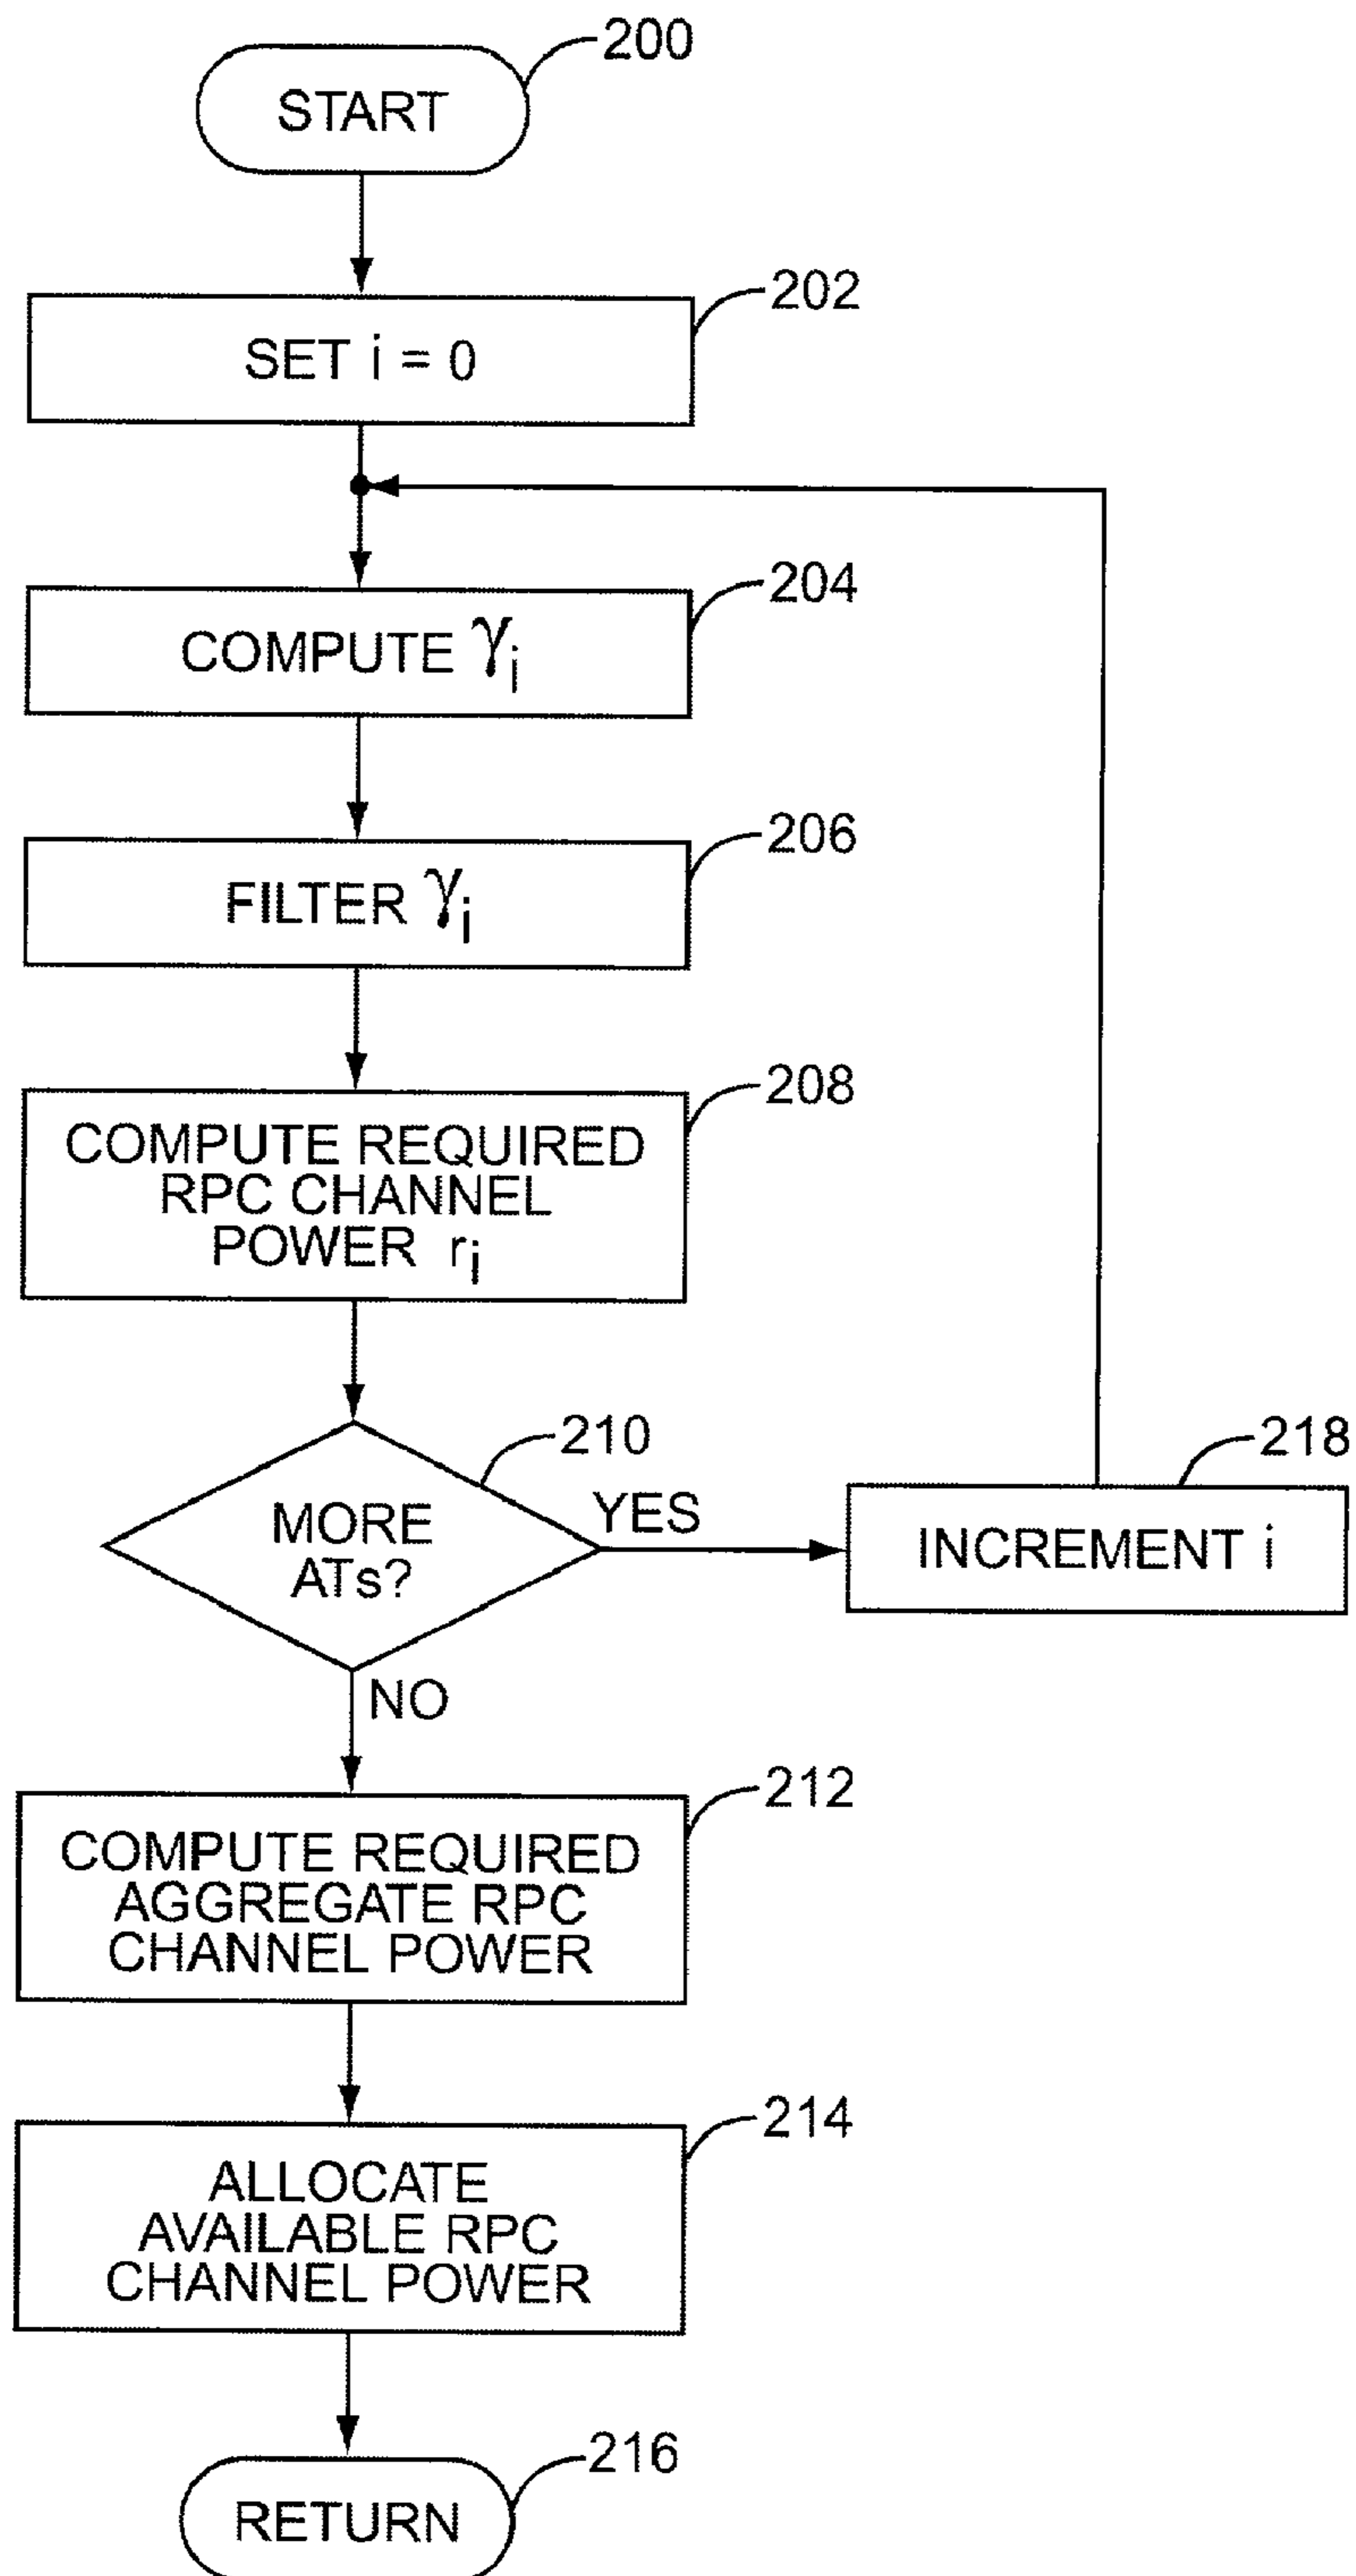 200
START
202
SET i = 0
204
COMPUTE γi
206
FILTER γi
208
COMPUTE REQUIRED
RPC CHANNEL
POWER ri
210
MORE
ATs?
YES
218
INCREMENT i
NO
212
COMPUTE REQUIRED
AGGREGATE RPC
CHANNEL POWER
214
ALLOCATE
AVAILABLE RPC
CHANNEL POWER
216
RETURN